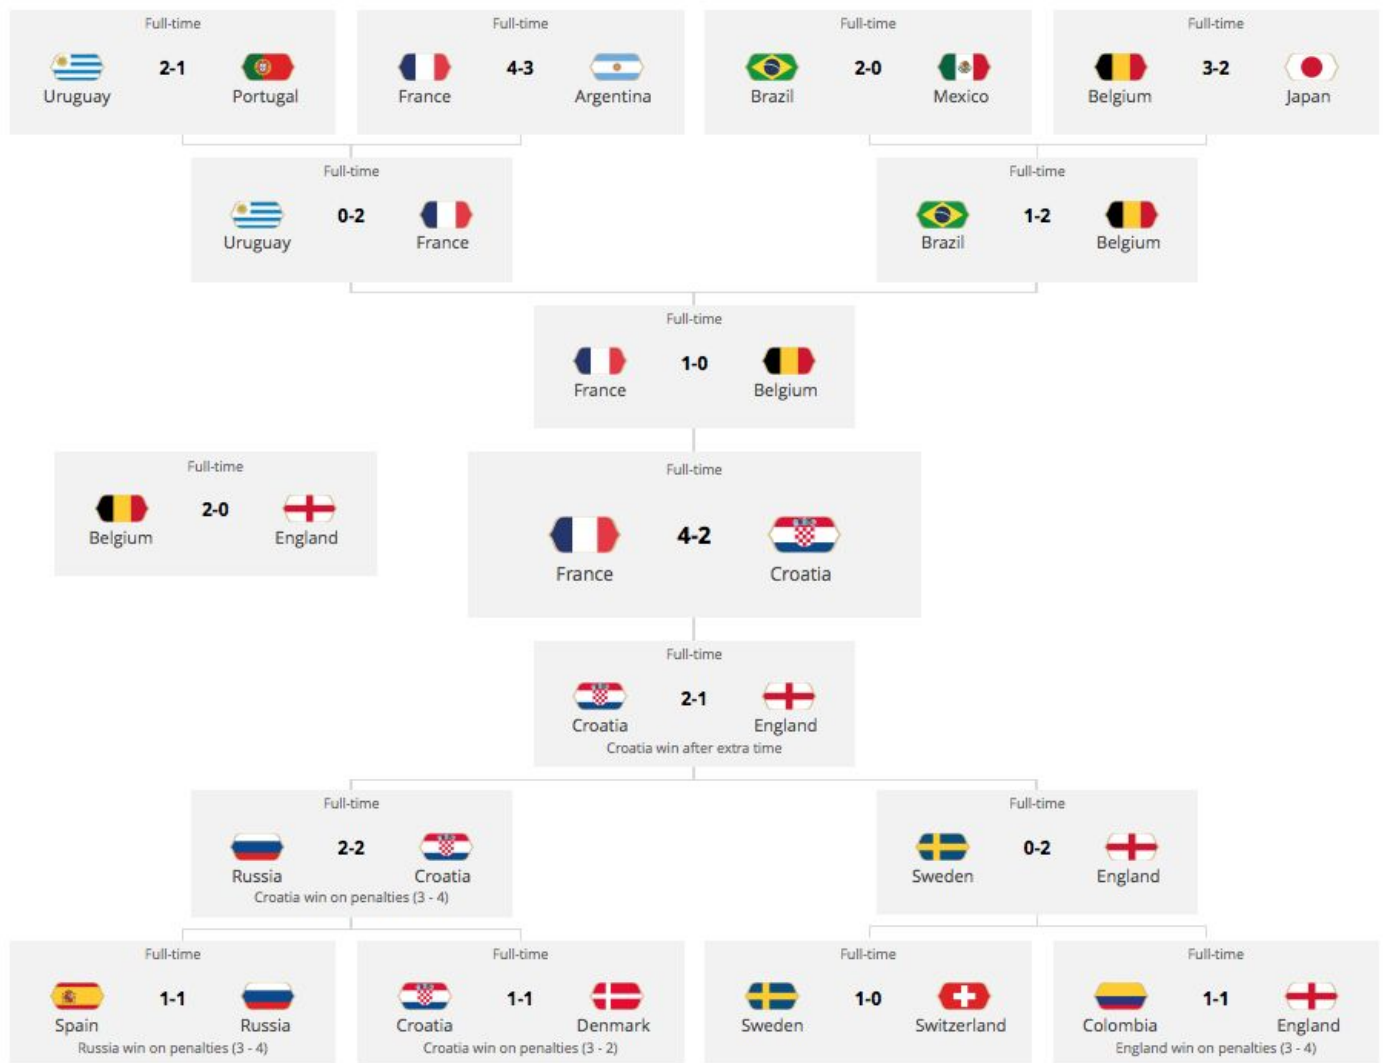 Full-time Full-time Full-time Full-time
2-1 4-3 2-0 3-2
Uruguay Portugal France Argentina Brazil Mexico Belgium Japan
Full-time Full-time
0-2 1-2
Uruguay France Brazil Belgium
Full-time
1-0
France Belgium
Full-time
2-0
Belgium England
Full-time
4-2
France Croatia
Full-time
2-1
Croatia England
Croatia win after extra time
Full-time Full-time
2-2 0-2
Russia Croatia Sweden England
Croatia win on penalties (3 - 4)
Full-time Full-time Full-time Full-time
1-1 1-1 1-0 1-1
Spain Russia Croatia Denmark Sweden Switzerland Colombia England
Russia win on penalties (3 - 4) Croatia win on penalties (3 - 2) England win on penalties (3 - 4)